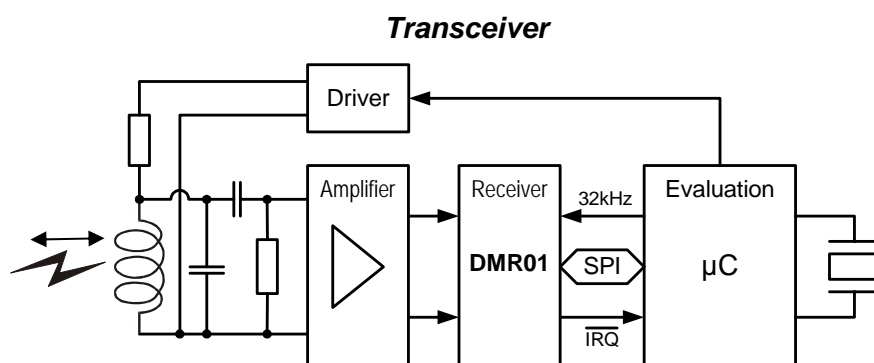 Transceiver
Driver
Amplifier
Receiver
32kHz
Evaluation
DMR01
SPI
µC
IRQ